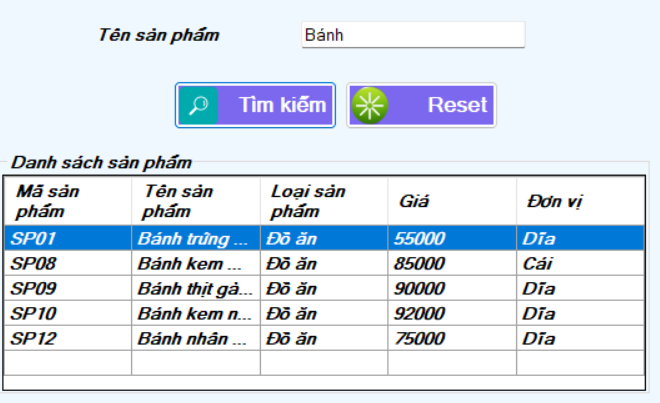 Tên sản phẩm Bánh
Tìm kiếm Reset
Danh sách sản phẩm
Mã sản phẩm Tên sản phẩm Loại sản phẩm Giá Đơn vị
SP01 Bánh trứng ... Đồ ăn 55000 Dĩa
SP08 Bánh kem ... Đồ ăn 85000 Cái
SP09 Bánh thịt gà... Đồ ăn 90000 Dĩa
SP10 Bánh kem n... Đồ ăn 92000 Dĩa
SP12 Bánh nhân ... Đồ ăn 75000 Dĩa